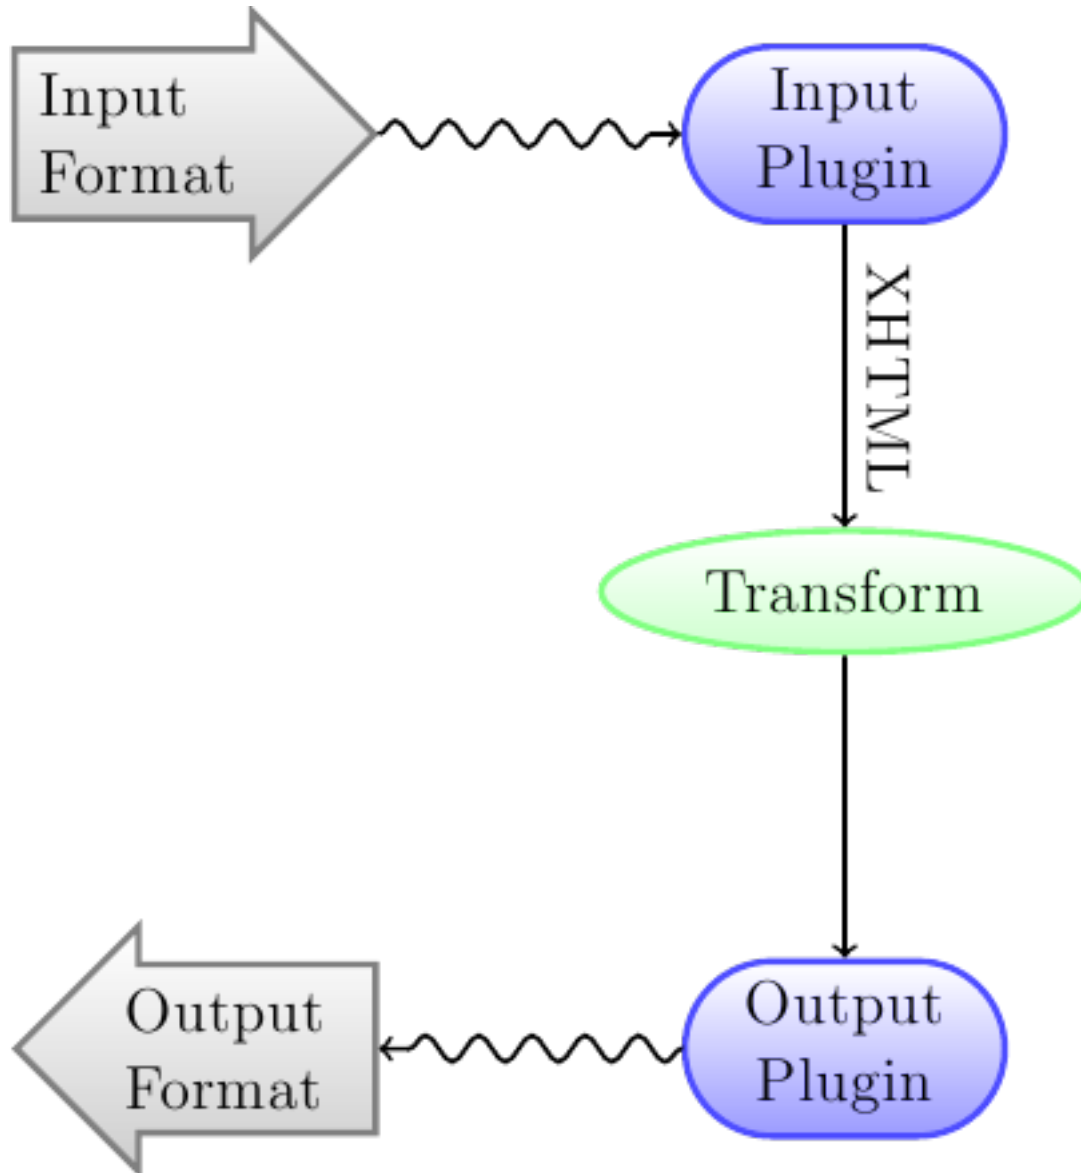 Input
Format
Input
Plugin
XHTML
Transform
Output
Format
Output
Plugin